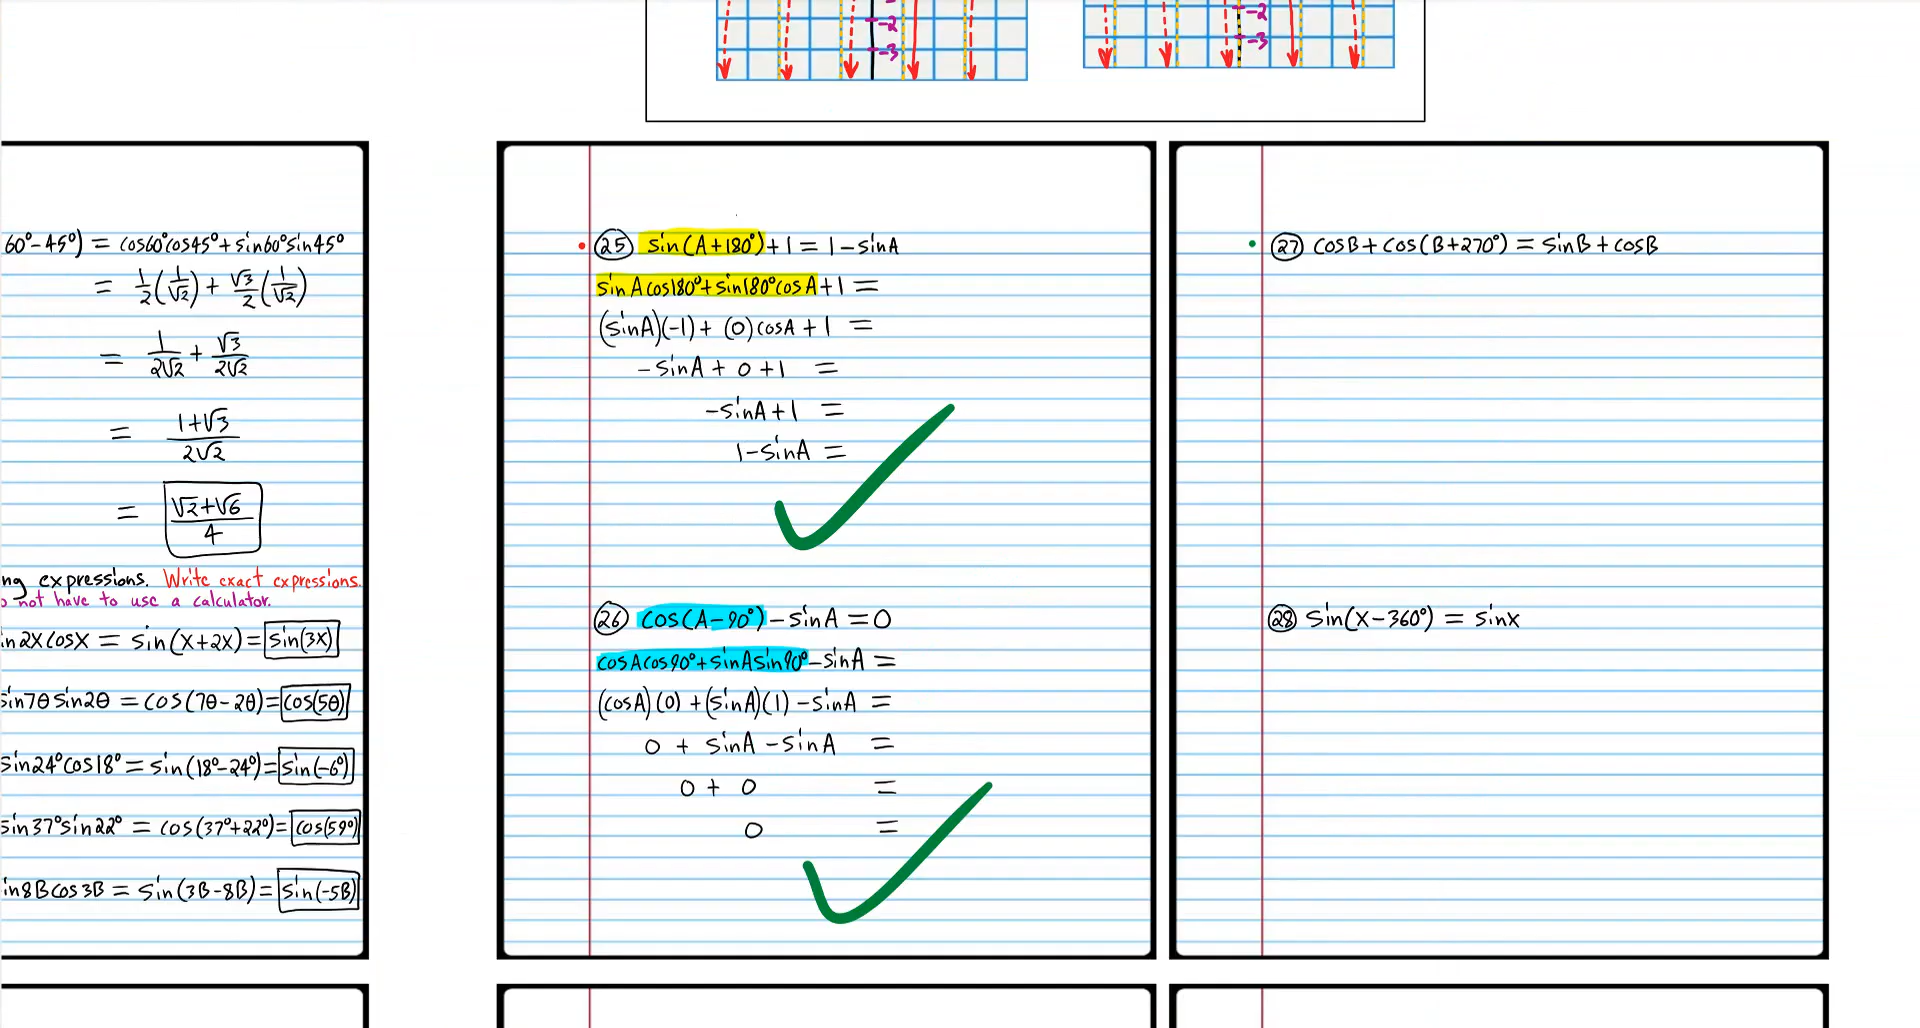 -2
-3
-2
-3
60°-45°) = cos60°cos45°+sin60°sin45°
= 1/2(1/√2) + √3/2(1/√2)
= 1/2√2 + √3/2√2
= 1+√3/2√2
= √2+√6/4
ng expressions. Write exact expressions.
not have to use a calculator.
in2xcosx = sin(x+2x)= sin(3x)
sin7θsin2θ = cos(7θ-2θ)= cos(5θ)
sin24°cos18° = sin(18°-24°)= sin(-6°)
sin37°sin22° = cos(37°+22°)= cos(59°)
in8Bcos3B = sin(3B-8B)= sin(-5B)
25 sin(A+180°)+1 = 1-sinA
sinAcos180°+sin180°cosA+1 =
(sinA)(-1)+(0)cosA+1 =
-sinA+0+1 =
-sinA+1 =
1-sinA =
26 cos(A-90°)-sinA=0
cosAcos90°+sinAsin90°-sinA =
(cosA)(0)+(sinA)(1)-sinA =
0 + sinA-sinA =
0 + 0 =
0 =
27 cosB+cos(B+270°) = sinB+cosB
28 sin(x-360°) = sinx